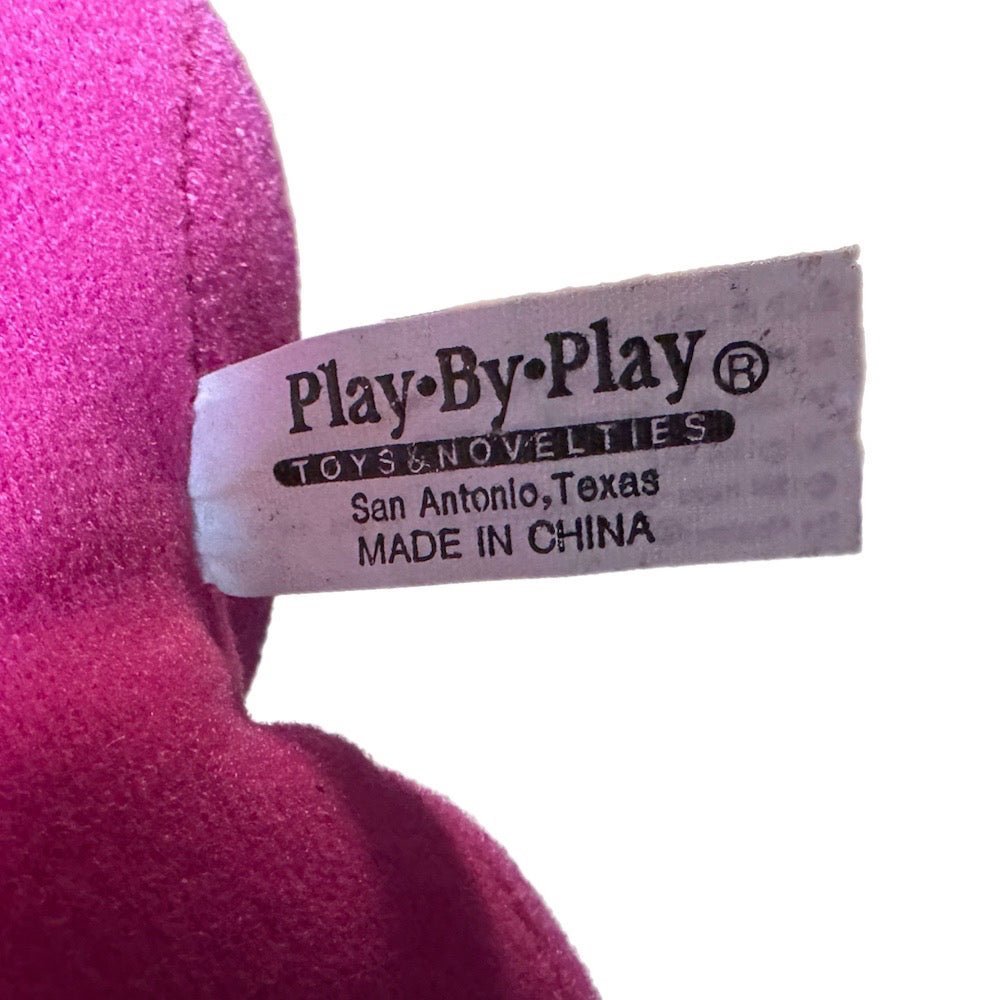 Play·By·Play®
TOYS & NOVELTIES
San Antonio, Texas
MADE IN CHINA